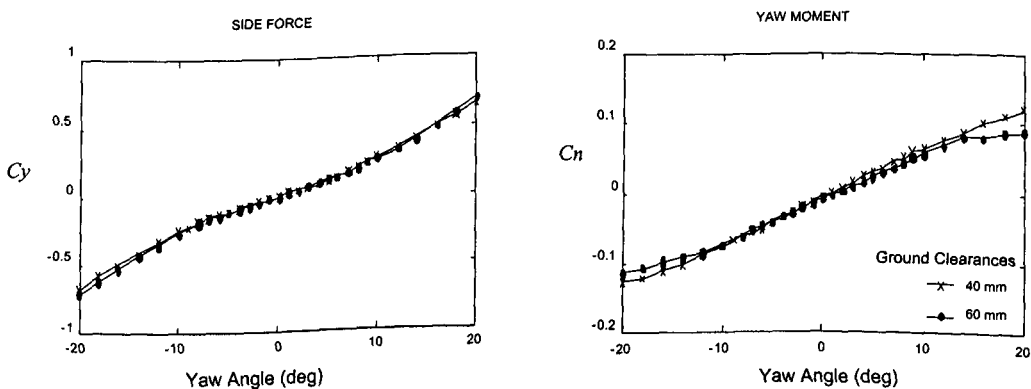 SIDE FORCE
1
0.5
Cy
0
-0.5
-1
-20
-10
0
10
20
Yaw Angle (deg)
YAW MOMENT
0.2
0.1
Cn
0
-0.1
-0.2
-20
-10
0
10
20
Yaw Angle (deg)
Ground Clearances
40 mm
60 mm